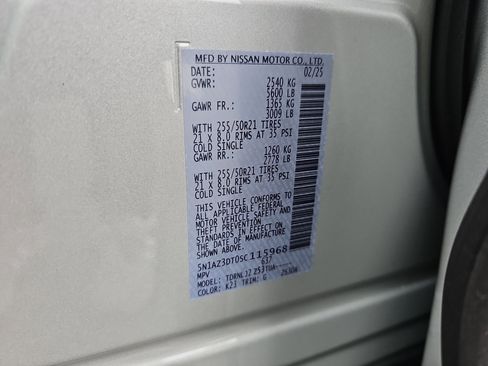 MFD BY NISSAN MOTOR CO., LTD.
DATE: 02/25
GVWR: 2540 KG
5600 LB
GAWR FR.: 1365 KG
3009 LB
WITH 255/50R21 TIRES
21 X 8.0 RIMS AT 35 PSI
COLD SINGLE
GAWR RR.: 1260 KG
2778 LB
WITH 255/50R21 TIRES
21 X 8.0 RIMS AT 35 PSI
COLD SINGLE
THIS VEHICLE CONFORMS TO
ALL APPLICABLE FEDERAL
MOTOR VEHICLE SAFETY AND
THEFT PREVENTION
STANDARDS IN EFFECT ON
THE DATE OF MANUFACTURE
SHOWN ABOVE.
5N1AZ3DT0SC115968
MPV 637
MODEL:
COLOR: K23 TRIM: G